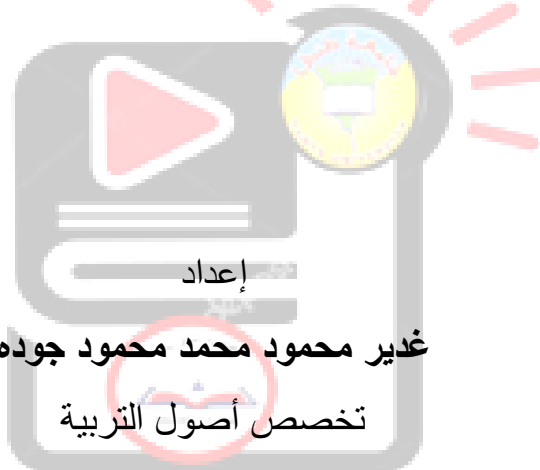 إعداد
غدير محمود محمد محمود جوده
تخصص أصول التربية